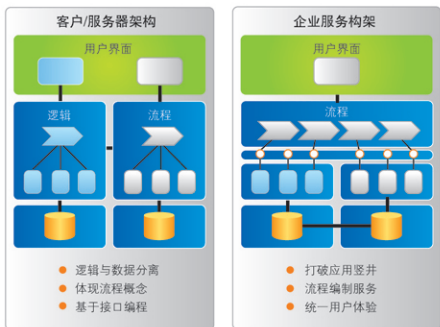 客户/服务器架构
用户界面
逻辑
流程
逻辑与数据分离
体现流程概念
基于接口编程
企业服务构架
用户界面
流程
打破应用竖井
流程编制服务
统一用户体验